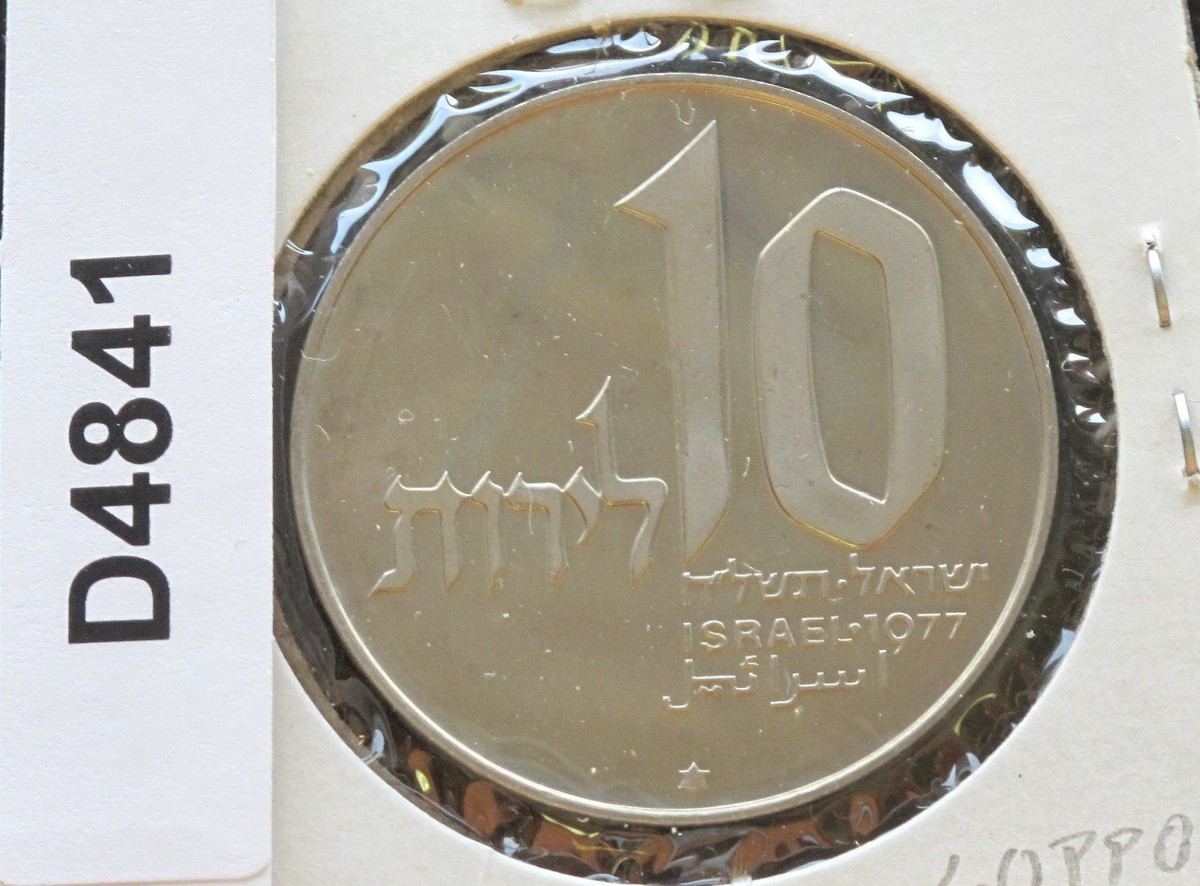 D4841
10
לירות
ישראל·תשל״ח
ISRAEL·1977
اسرائيل